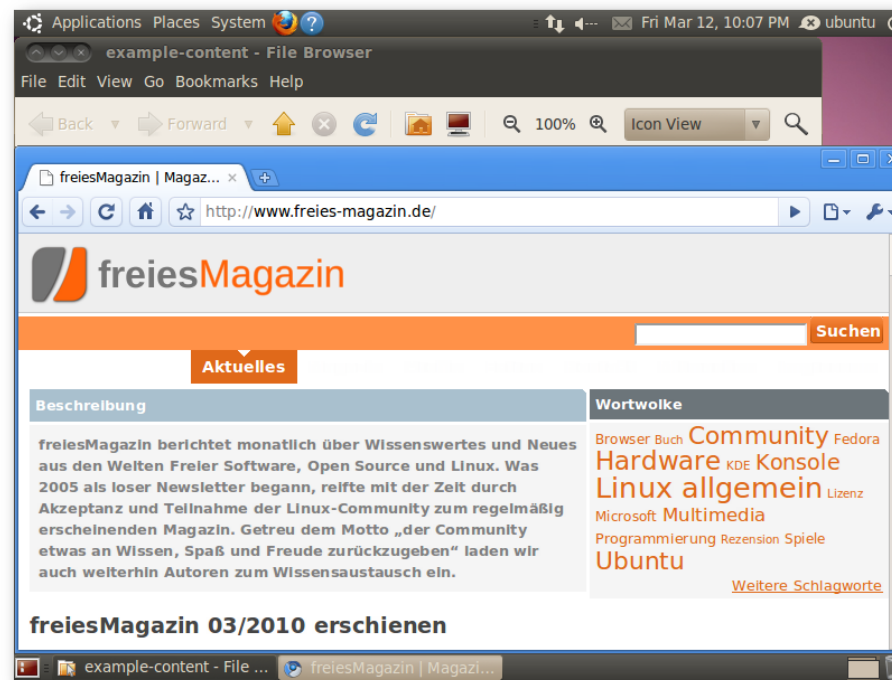 Applications Places System ? Fri Mar 12, 10:07 PM ubuntu
example-content - File Browser
File Edit View Go Bookmarks Help
Back Forward 100% Icon View
freiesMagazin | Magaz...
http://www.freies-magazin.de/
freiesMagazin
Suchen
Aktuelles
Beschreibung
freiesMagazin berichtet monatlich über Wissenswertes und Neues
aus den Welten Freier Software, Open Source und Linux. Was
2005 als loser Newsletter begann, reifte mit der Zeit durch
Akzeptanz und Teilnahme der Linux-Community zum regelmäßig
erscheinenden Magazin. Getreu dem Motto „der Community
etwas an Wissen, Spaß und Freude zurückzugeben“ laden wir
auch weiterhin Autoren zum Wissensaustausch ein.
Wortwolke
Browser Buch Community Fedora
Hardware KDE Konsole
Linux allgemein Lizenz
Microsoft Multimedia
Programmierung Rezension Spiele
Ubuntu
Weitere Schlagworte
freiesMagazin 03/2010 erschienen
example-content - File ... freiesMagazin | Magazi...